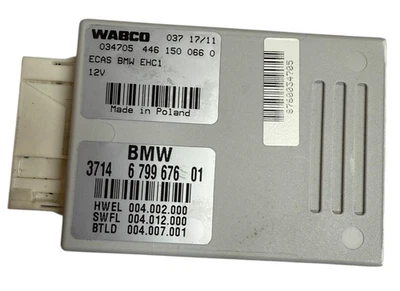 WABCO 037 17/11
034705 446 150 066 0
ECAS BMW EHC1
12V
Made in Poland
8760034705
BMW
3714 6 799 676 01
HWEL 004.002.000
SWFL 004.012.000
BTLD 004.007.001